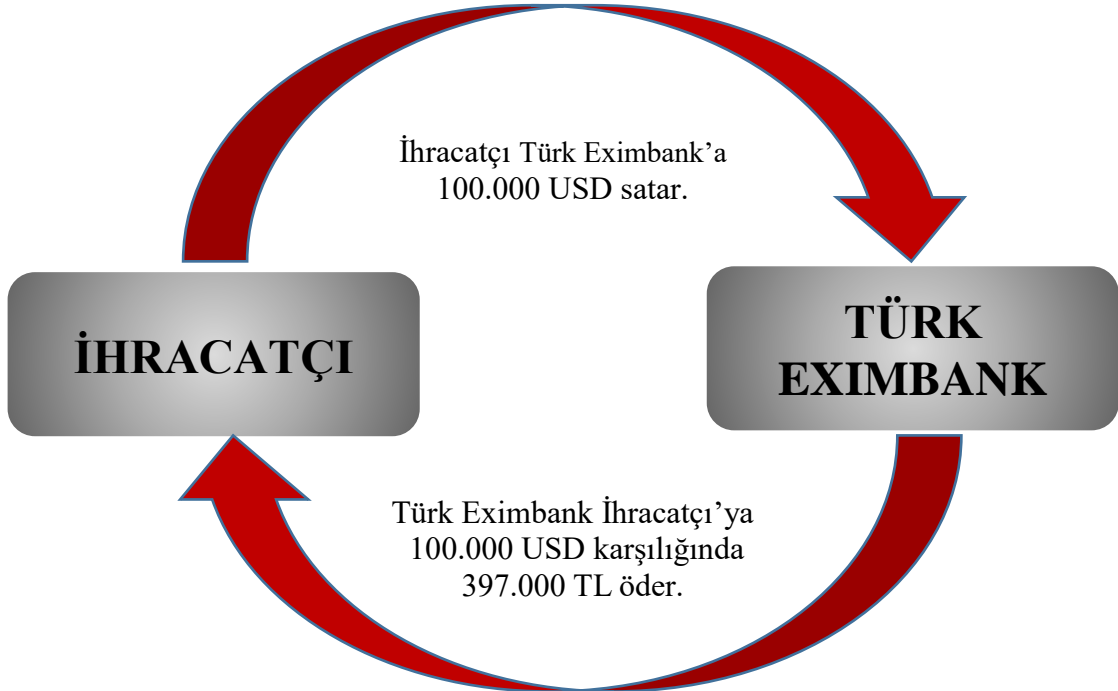 İhracatçı Türk Eximbank’a
100.000 USD satar.
İHRACATÇI
TÜRK
EXIMBANK
Türk Eximbank İhracatçı’ya
100.000 USD karşılığında
397.000 TL öder.